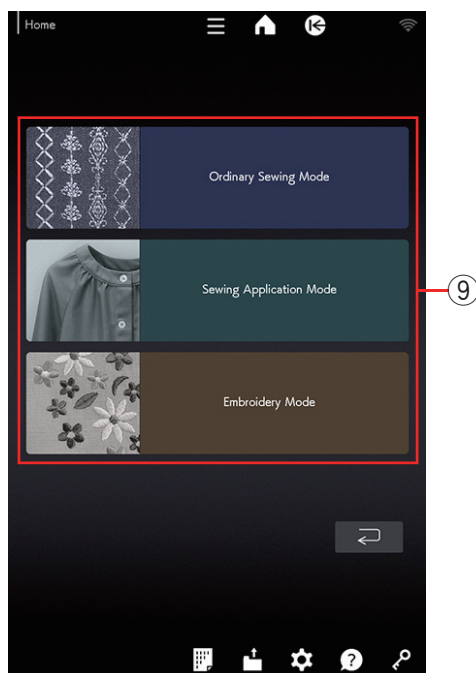 Home
Ordinary Sewing Mode
Sewing Application Mode
⑨
Embroidery Mode
?